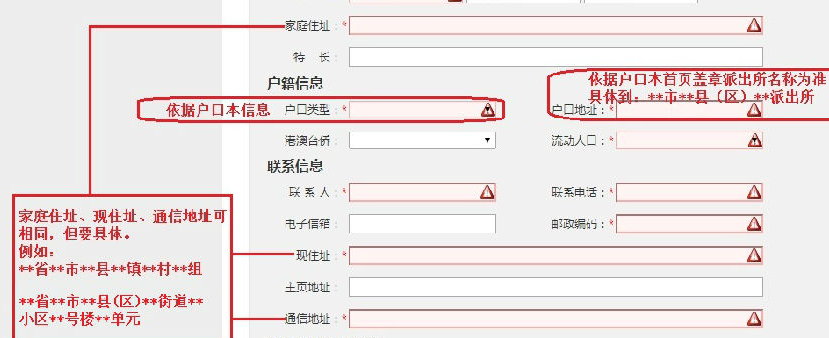 家庭住址：*
特　长：
户籍信息
依据户口本首页盖章派出所名称为准
具体到：**市**县（区）**派出所
依据户口本信息
户口类型：*
户口地址：*
港澳台侨：
流动人口：*
联系信息
联 系 人：*
联系电话：*
家庭住址、现住址、通信地址可
相同，但要具体。
例如：
**省**市**县**镇**村**组
**省**市**县(区)**街道**
小区**号楼**单元
电子信箱：
邮政编码：*
现住址：*
主页地址：
通信地址：*